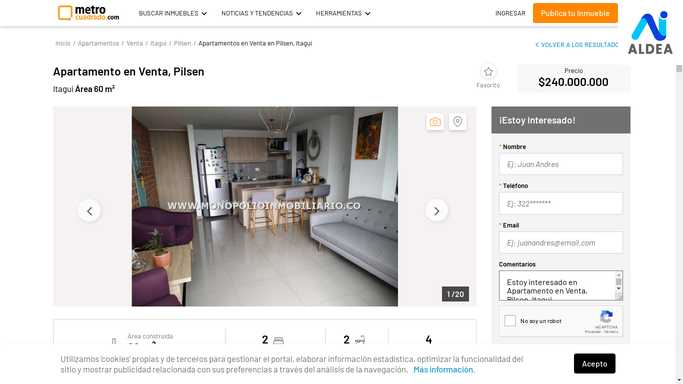 metro
cuadrado.com
BUSCAR INMUEBLES
NOTICIAS Y TENDENCIAS
HERRAMIENTAS
INGRESAR
Publica tu Inmueble
ALDEA
Inicio / Apartamentos / Venta / Itagui / Pilsen / Apartamentos en Venta en Pilsen, Itagui
VOLVER A LOS RESULTADO
Apartamento en Venta, Pilsen
Itagui Área 60 m²
Favorito
Precio
$240.000.000
WWW.MONOPOLIOINMOBILIARIO.CO
1 / 20
¡Estoy Interesado!
* Nombre
Ej: Juan Andres
* Teléfono
Ej: 322*******
* Email
Ej: juanandres@email.com
Comentarios
Estoy interesado en
Apartamento en Venta,
Pilsen, Itagui
No soy un robot
reCAPTCHA
Privacidad - Términos
Área construida
2
2
4
Utilizamos 'cookies' propias y de terceros para gestionar el portal, elaborar información estadística, optimizar la funcionalidad del
sitio y mostrar publicidad relacionada con sus preferencias a través del análisis de la navegación. Más información.
Acepto